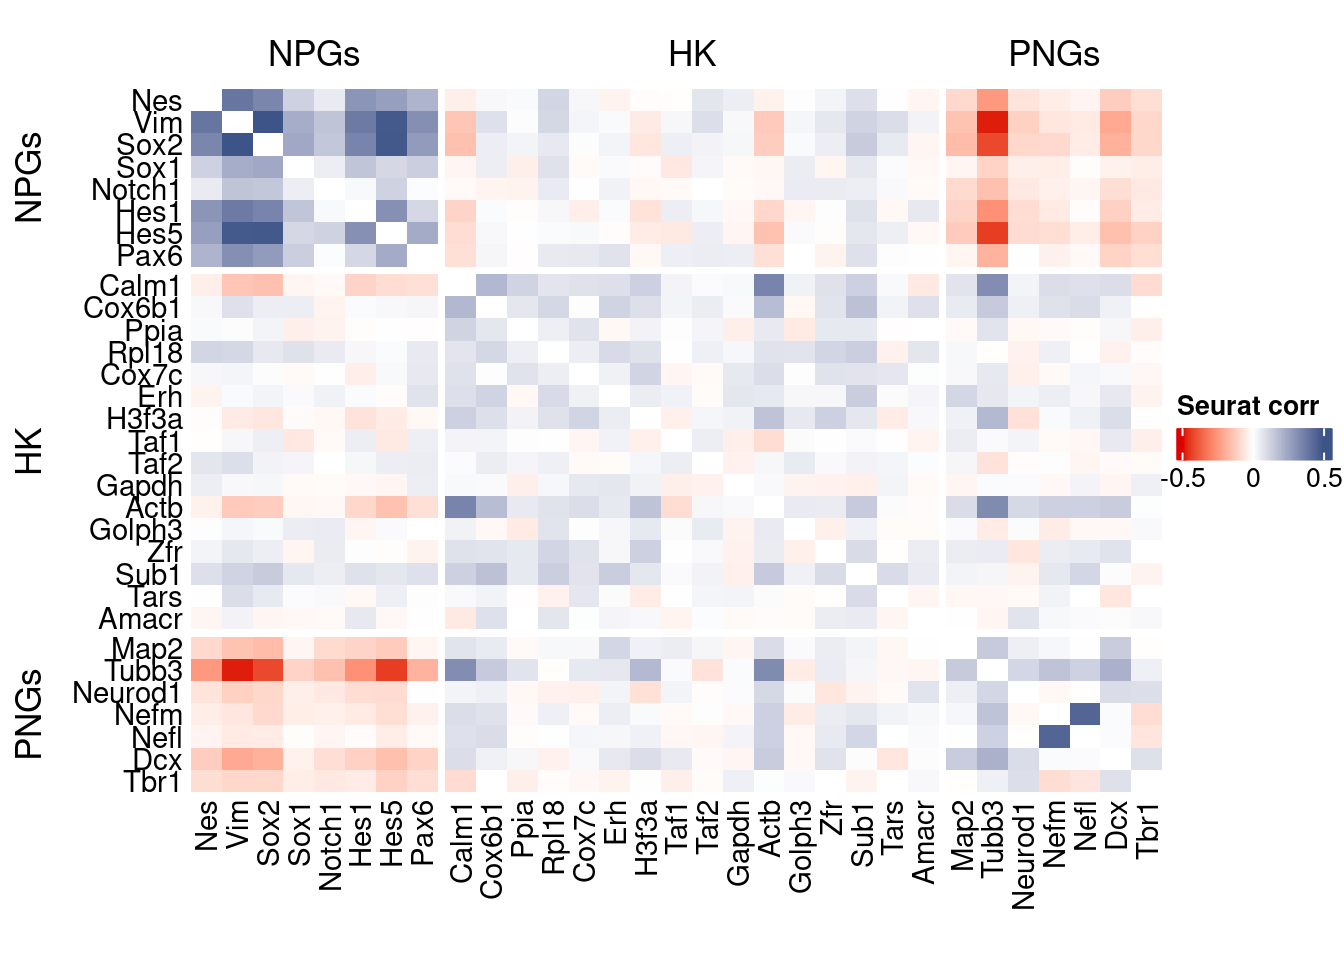 NPGs HK PNGs
NPGs
Nes
Vim
Sox2
Sox1
Notch1
Hes1
Hes5
Pax6
HK
Calm1
Cox6b1
Ppia
Rpl18
Cox7c
Erh
H3f3a
Taf1
Taf2
Gapdh
Actb
Golph3
Zfr
Sub1
Tars
Amacr
PNGs
Map2
Tubb3
Neurod1
Nefm
Nefl
Dcx
Tbr1
Nes Vim Sox2 Sox1 Notch1 Hes1 Hes5 Pax6 Calm1 Cox6b1 Ppia Rpl18 Cox7c Erh H3f3a Taf1 Taf2 Gapdh Actb Golph3 Zfr Sub1 Tars Amacr Map2 Tubb3 Neurod1 Nefm Nefl Dcx Tbr1
Seurat corr
-0.5 0 0.5